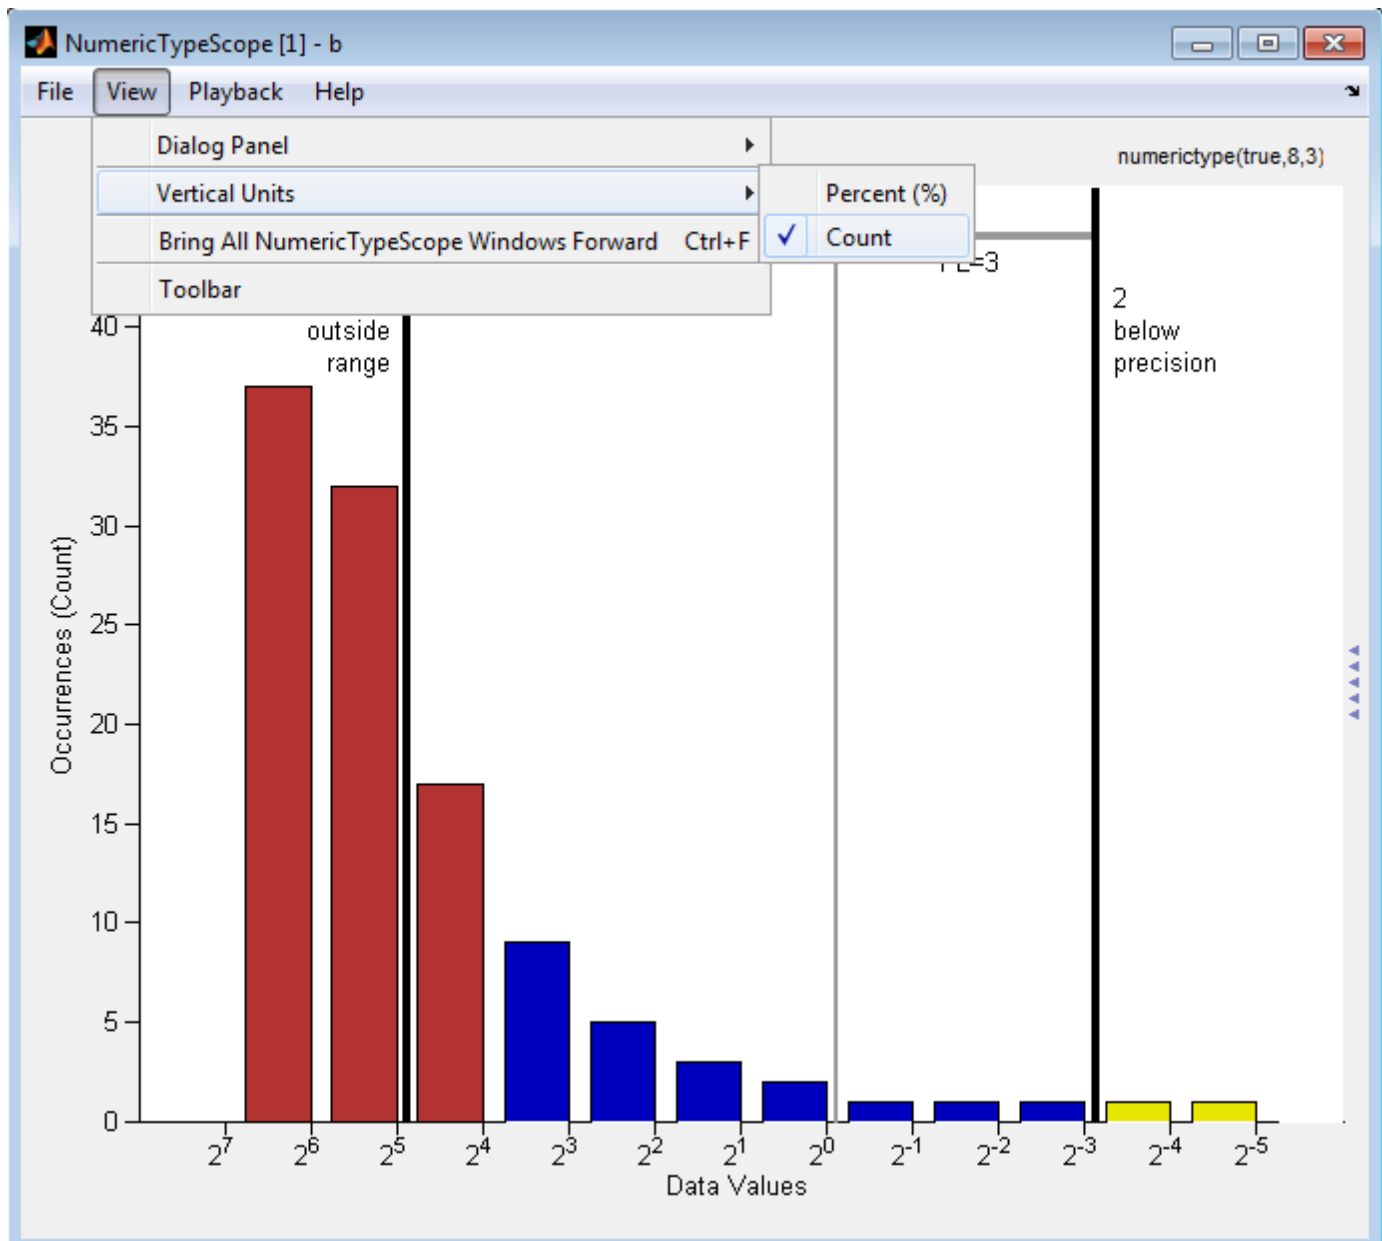 NumericTypeScope [1] - b
File View Playback Help
Dialog Panel
numerictype(true,8,3)
Vertical Units
Percent (%)
Bring All NumericTypeScope Windows Forward Ctrl+F
Count
Toolbar
=3
outside
range
2
below
precision
40
35
30
25
20
15
10
5
0
Occurrences (Count)
2^7 2^6 2^5 2^4 2^3 2^2 2^1 2^0 2^-1 2^-2 2^-3 2^-4 2^-5
Data Values